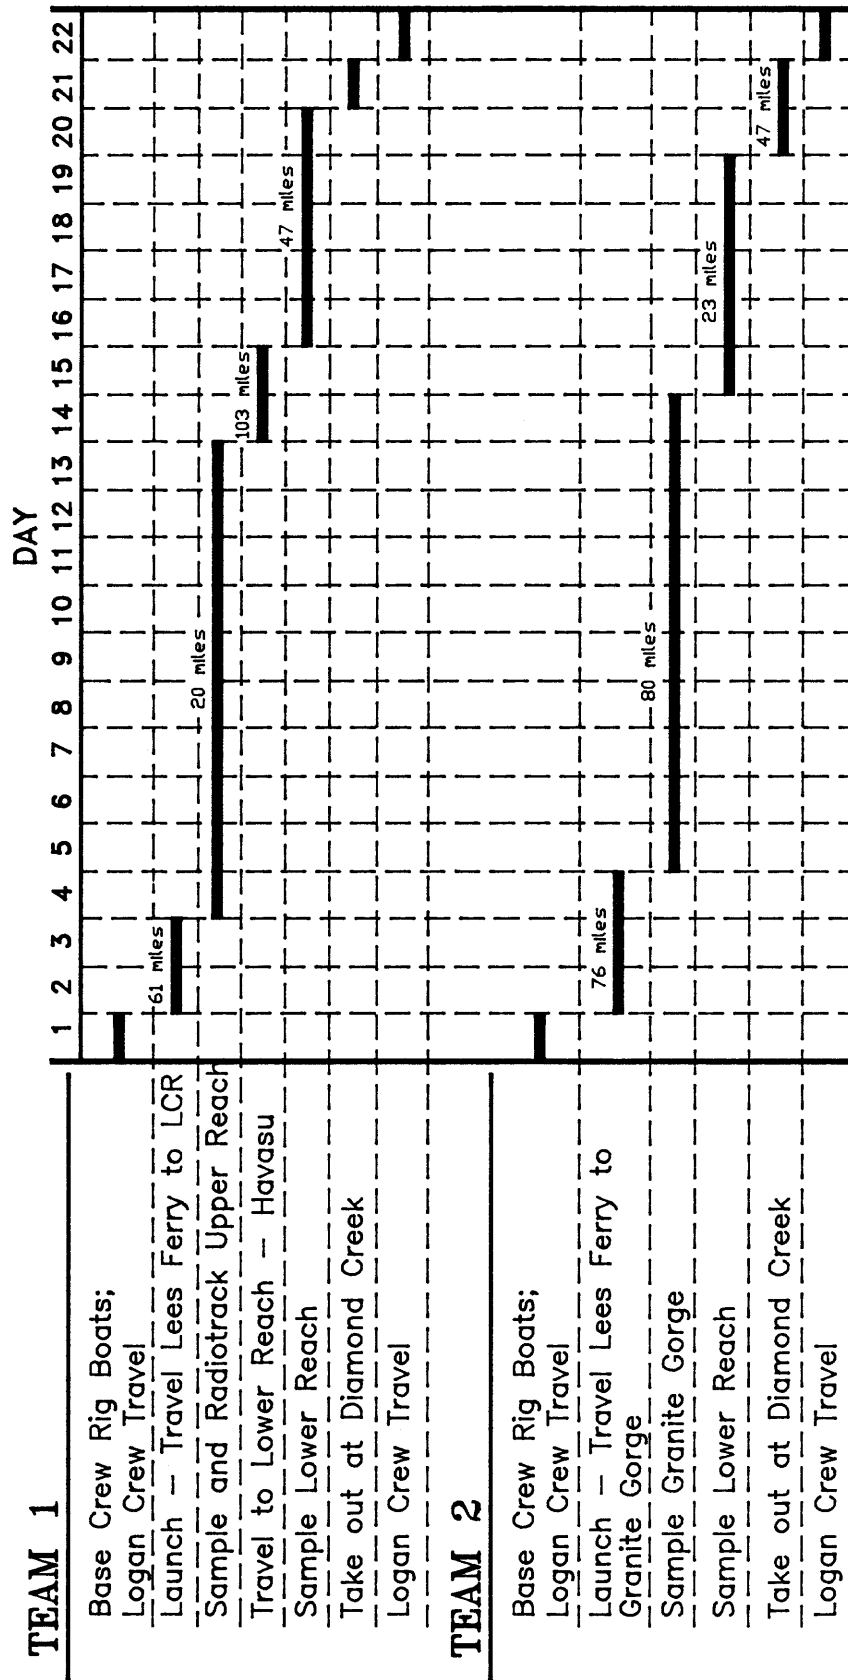 DAY
1 2 3 4 5 6 7 8 9 10 11 12 13 14 15 16 17 18 19 20 21 22
TEAM 1
Base Crew Rig Boats;
Logan Crew Travel
Launch – Travel Lees Ferry to LCR
61 miles
Sample and Radiotrack Upper Reach
20 miles
Travel to Lower Reach – Havasu
103 miles
Sample Lower Reach
47 miles
Take out at Diamond Creek
Logan Crew Travel
TEAM 2
Base Crew Rig Boats;
Logan Crew Travel
Launch – Travel Lees Ferry to
Granite Gorge
76 miles
Sample Granite Gorge
80 miles
Sample Lower Reach
23 miles
Take out at Diamond Creek
47 miles
Logan Crew Travel